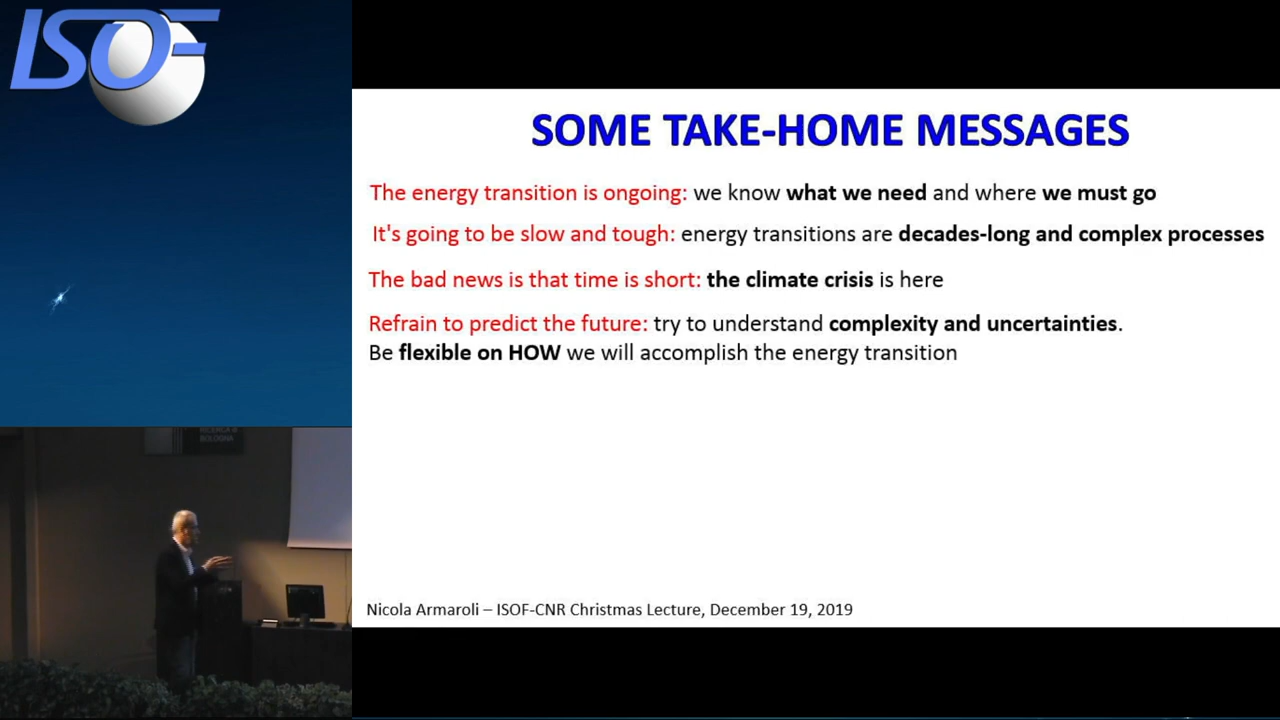 ISOF
SOME TAKE-HOME MESSAGES
The energy transition is ongoing: we know what we need and where we must go
It's going to be slow and tough: energy transitions are decades-long and complex processes
The bad news is that time is short: the climate crisis is here
Refrain to predict the future: try to understand complexity and uncertainties.
Be flexible on HOW we will accomplish the energy transition
BOLOGNA
Nicola Armaroli – ISOF-CNR Christmas Lecture, December 19, 2019